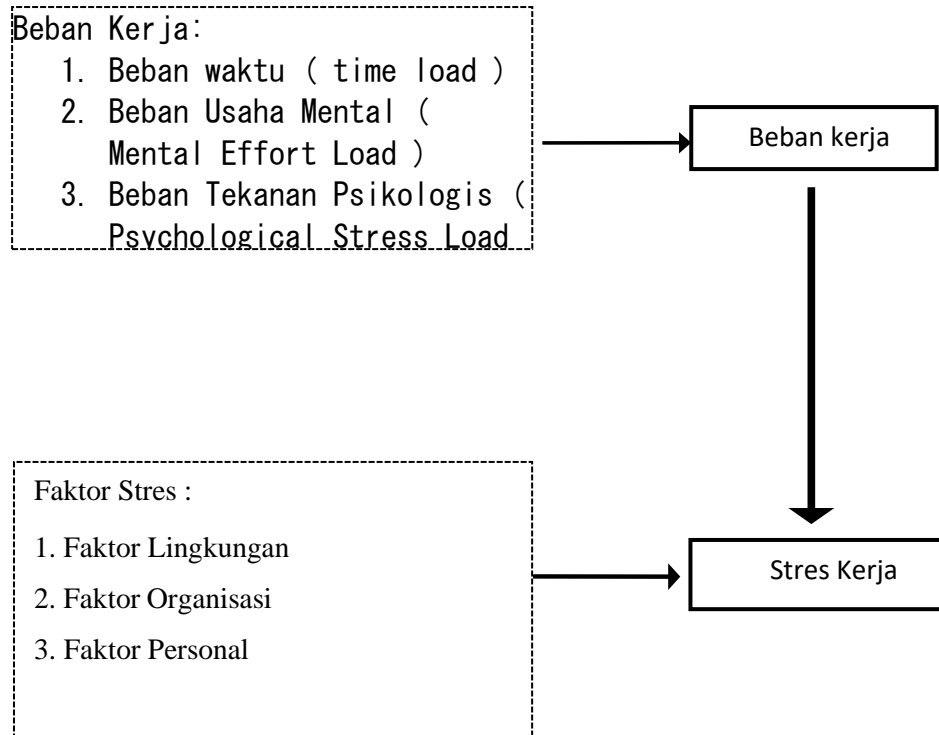 Beban Kerja:
1. Beban waktu ( time load )
2. Beban Usaha Mental (
Mental Effort Load )
3. Beban Tekanan Psikologis (
Psychological Stress Load
Beban kerja
Faktor Stres :
1. Faktor Lingkungan
2. Faktor Organisasi
3. Faktor Personal
Stres Kerja